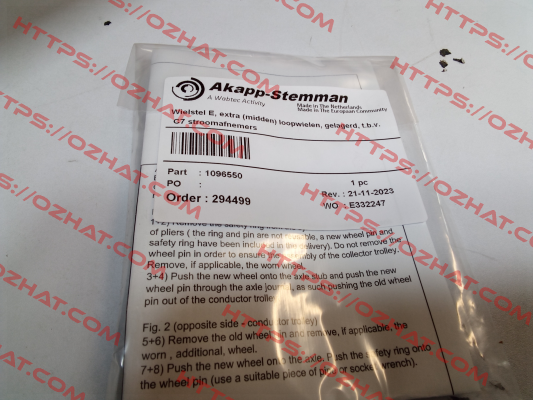 Akapp-Stemman
A Wabtec Activity
Made in The Netherlands
Made in The European Community
Wielstel E, extra (midden) loopwielen, gelagerd, t.b.v.
C7 stroomafnemers
Part : 1096550
1 pc
PO :
Rev. : 21-11-2023
Order : 294499
WO : E332247
1+2) Remove the safety ring
of pliers ( the ring and pin are not, a new wheel pin and
safety ring have been included in the delivery). Do not remove the
wheel pin in order to ensure the of the collector trolley.
Remove, if applicable, the worn wheel.
3+4) Push the new wheel onto the axle stub and push the new
wheel pin through the axle journal, as such pushing the old wheel
pin out of the conductor trolley.
Fig. 2 (opposite side - conductor trolley)
5+6) Remove the old wheel pin and remove, if applicable, the
worn , additional, wheel.
7+8) Push the new wheel onto the axle. Push the safety ring onto
the wheel pin (use a suitable piece of pipe or socket wrench).
HTTPS://OZHAT.COM